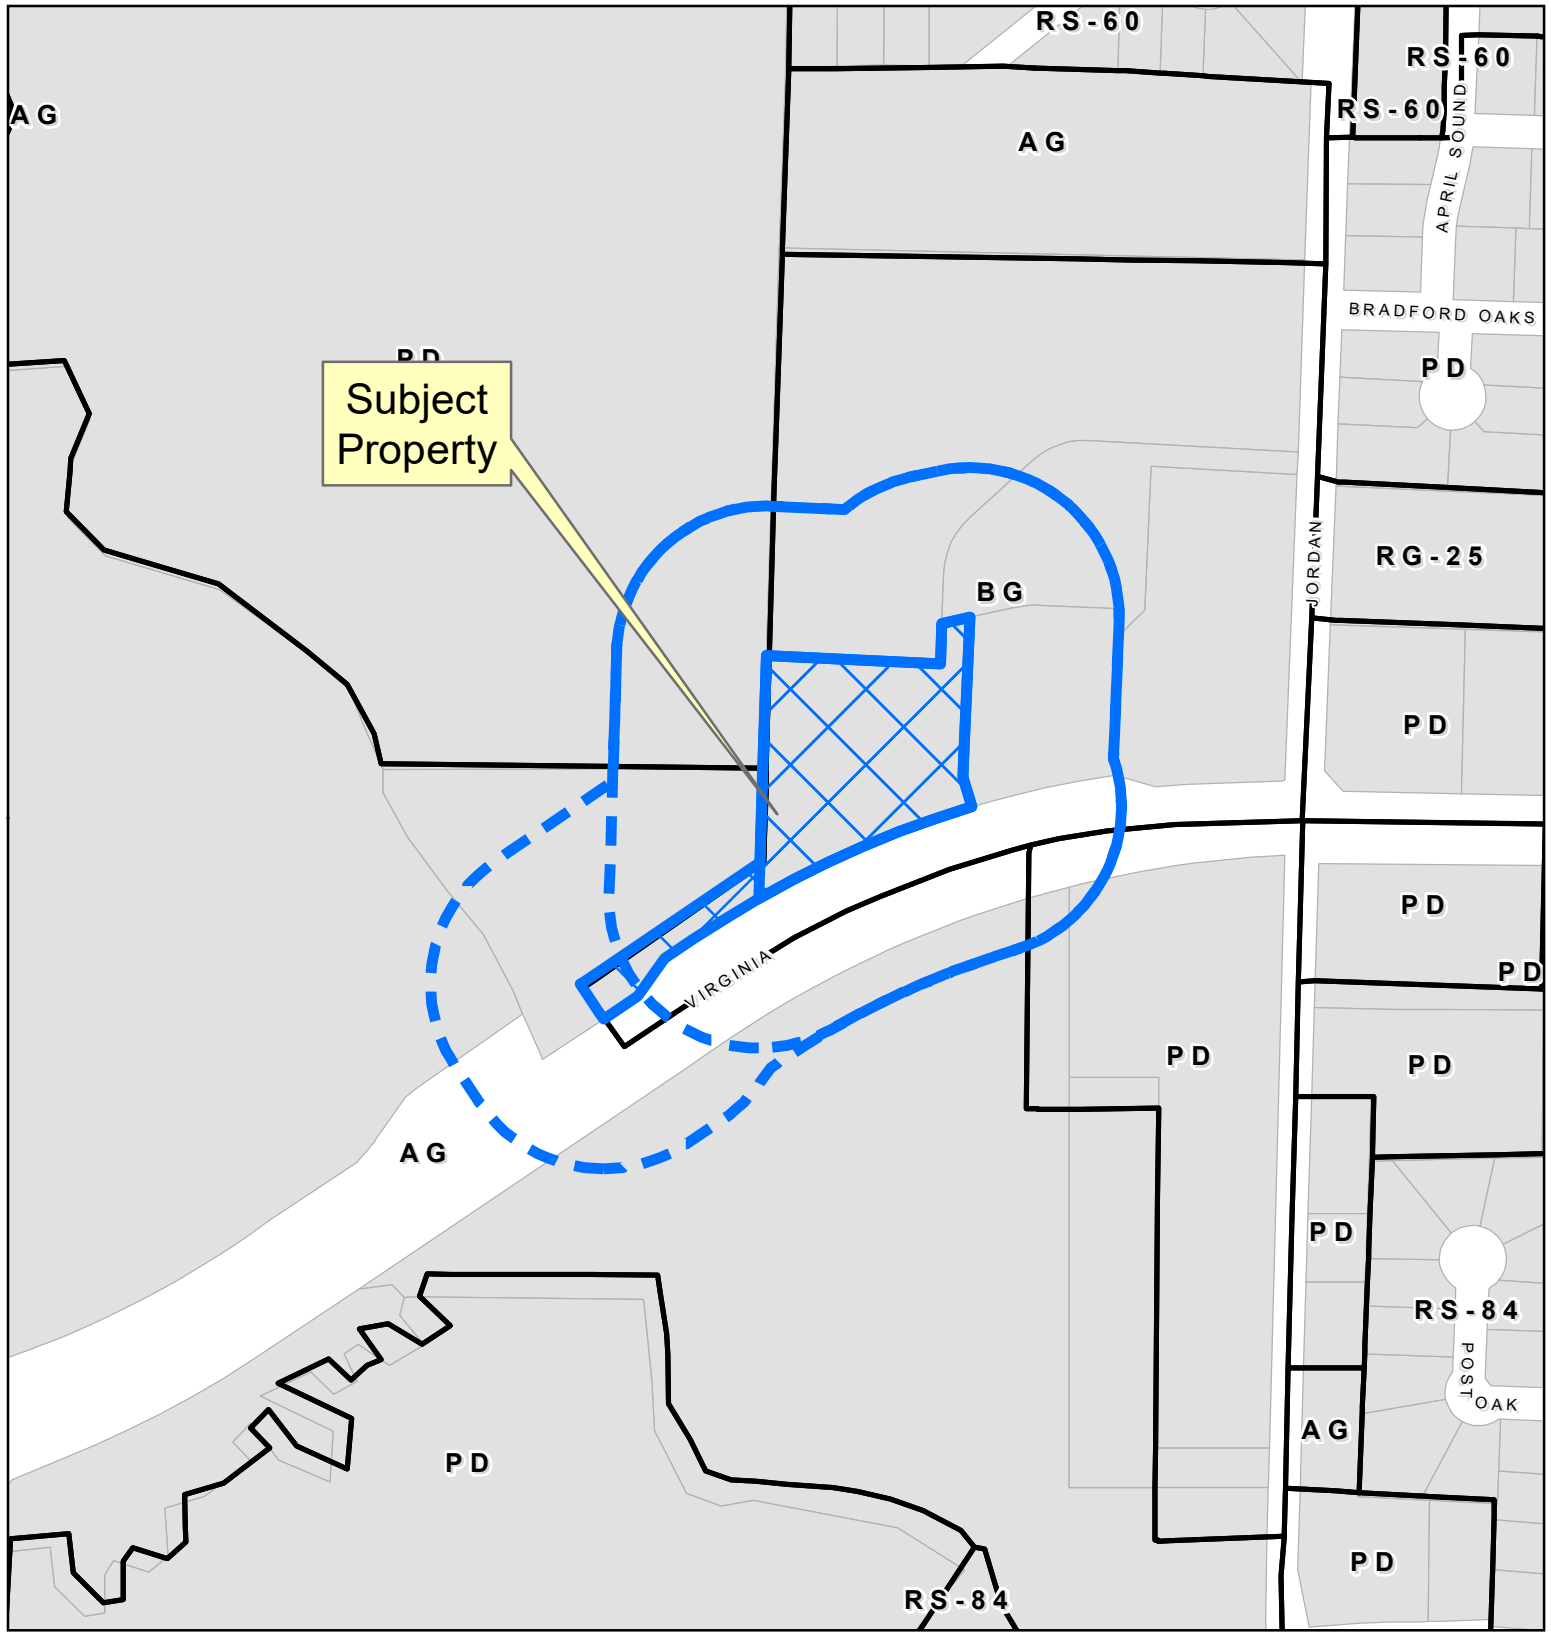 RS-60
RS-60
AG
RS-60
AG
APRIL SOUND
BRADFORD OAKS
PD
PD
Subject
Property
JORDAN
RG-25
BG
PD
PD
VIRGINIA
PD
PD
PD
AG
PD
RS-84
POST
OAK
AG
PD
PD
RS-84